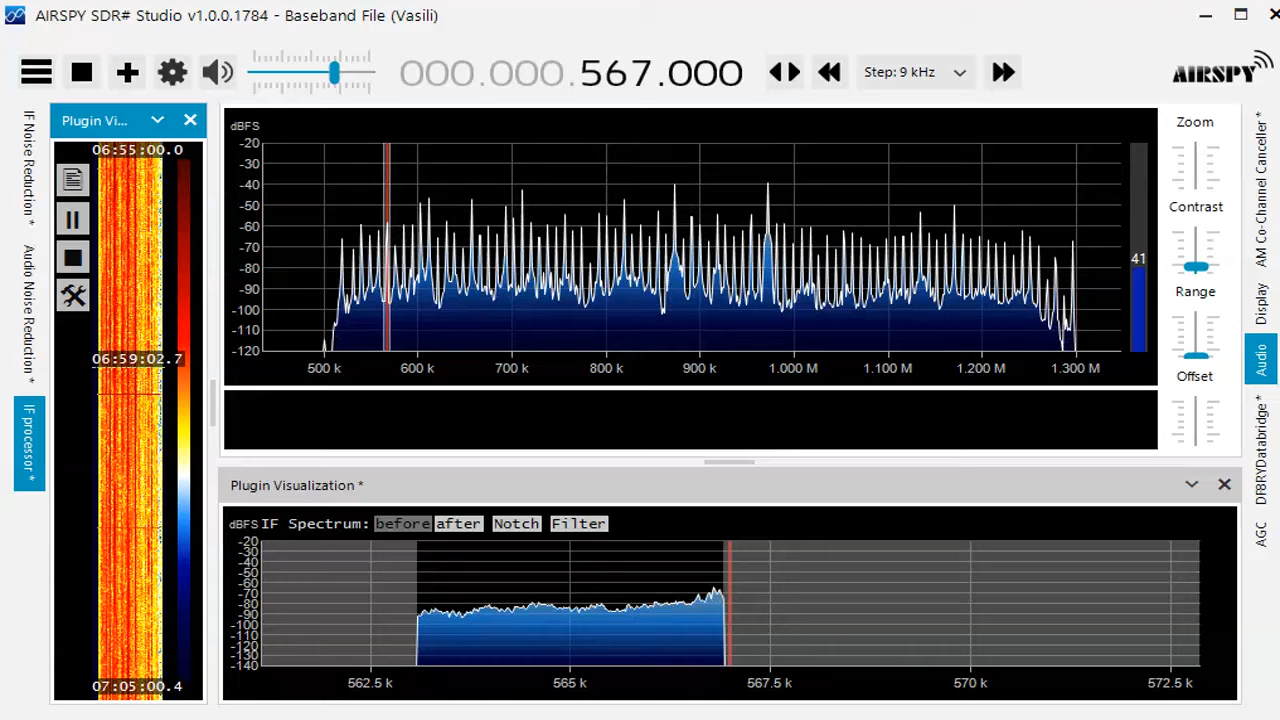 AIRSPY SDR# Studio v1.0.0.1784 - Baseband File (Vasili)
000.000.567.000
Step: 9 kHz
AIRSPY
IF Noise Reduction *
Audio Noise Reduction *
IF processor *
Plugin Vi...
06:55:00.0
06:59:02.7
07:05:00.4
dBFS
-20
-30
-40
-50
-60
-70
-80
-90
-100
-110
-120
500 k
600 k
700 k
800 k
900 k
1.000 M
1.100 M
1.200 M
1.300 M
41
Zoom
Contrast
Range
Offset
AM Co-Channel Canceller *
Display
Audio
DRBRYDatabridge *
AGC
Plugin Visualization *
dBFS IF Spectrum: before after Notch Filter
-20
-30
-40
-50
-60
-70
-80
-90
-100
-110
-120
-130
-140
562.5 k
565 k
567.5 k
570 k
572.5 k